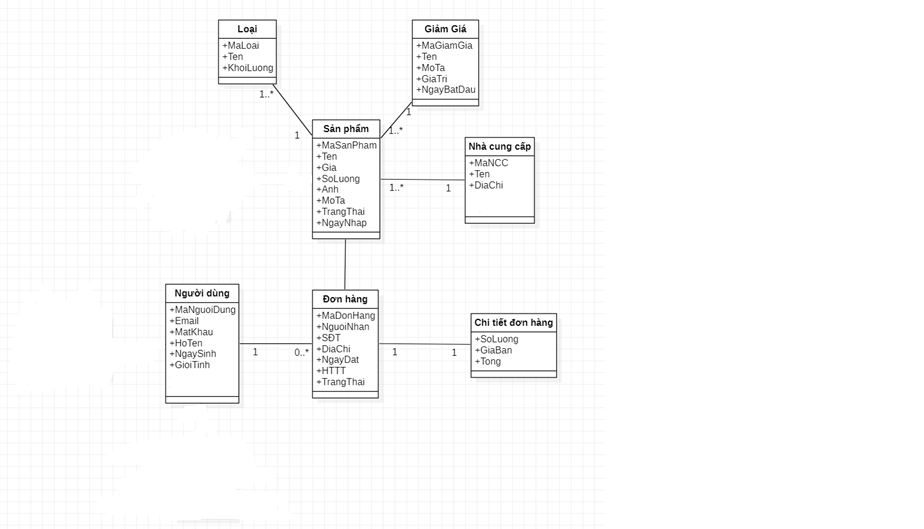 Loại
+MaLoai
+Ten
+KhoiLuong
1..*
1
Giảm Giá
+MaGiamGia
+Ten
+MoTa
+GiaTri
+NgayBatDau
1
1..*
Sản phẩm
+MaSanPham
+Ten
+Gia
+SoLuong
+Anh
+MoTa
+TrangThai
+NgayNhap
1..*
1
Nhà cung cấp
+MaNCC
+Ten
+DiaChi
Người dùng
+MaNguoiDung
+Email
+MatKhau
+HoTen
+NgaySinh
+GioiTinh
1
0..*
Đơn hàng
+MaDonHang
+NguoiNhan
+SĐT
+DiaChi
+NgayDat
+HTTT
+TrangThai
1
1
Chi tiết đơn hàng
+SoLuong
+GiaBan
+Tong